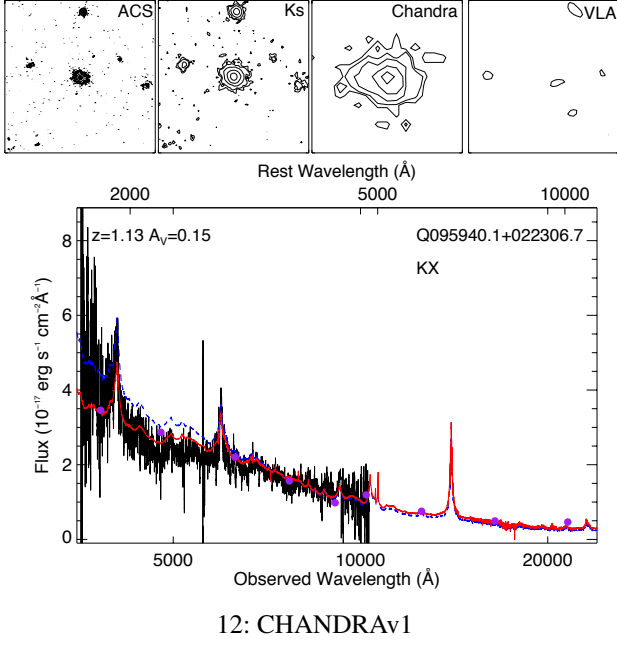 ACS
Ks
Chandra
VLA
Rest Wavelength (Å)
2000 5000 10000
z=1.13 A_V=0.15 Q095940.1+022306.7
KX
Flux (10⁻¹⁷ erg s⁻¹ cm⁻²Å⁻¹)
8
6
4
2
0
5000 10000 20000
Observed Wavelength (Å)
12: CHANDRAv1